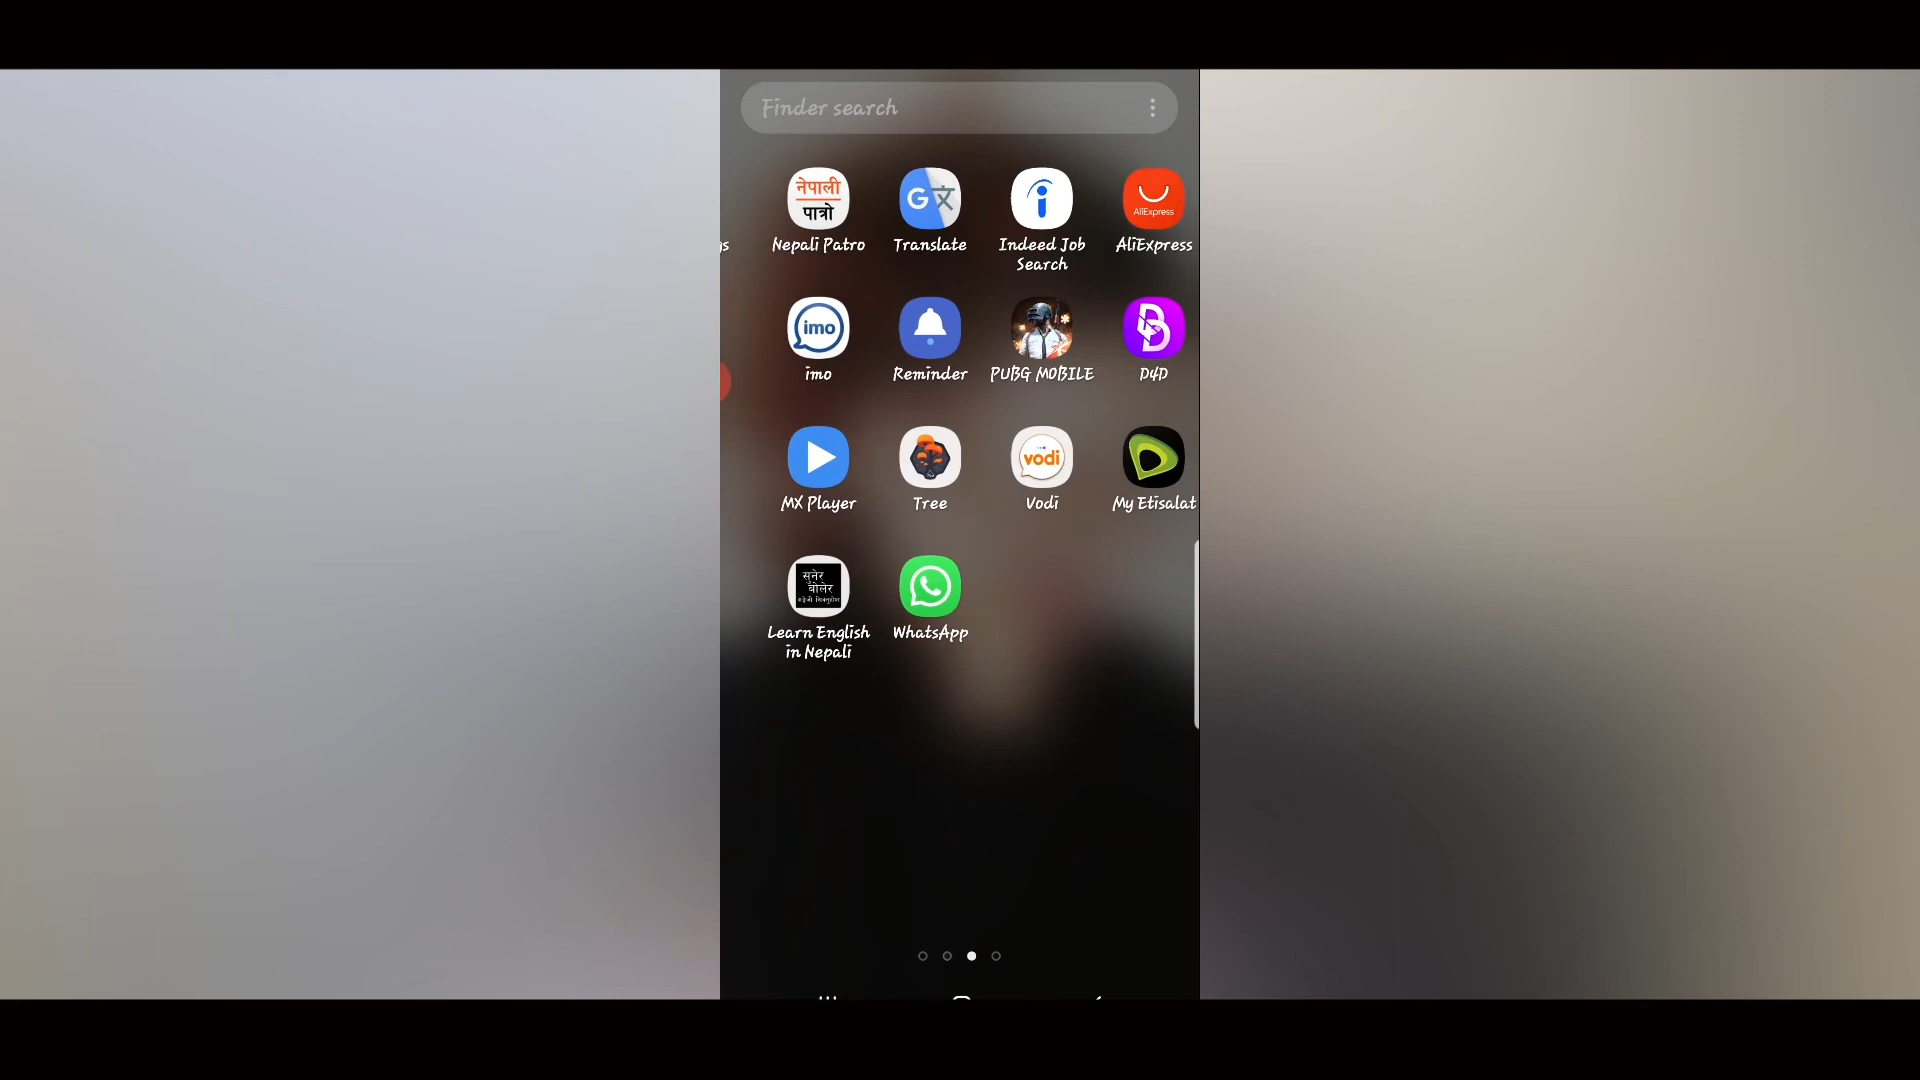 Finder search
नेपाली
पात्रो
AliExpress
gs
Nepali Patro
Translate
Indeed Job
Search
AliExpress
imo
imo
Reminder
PUBG MOBILE
D4D
vodi
MX Player
Tree
Vodi
My Etisalat
सुनेर
बोलेर
Learn English
in Nepali
WhatsApp